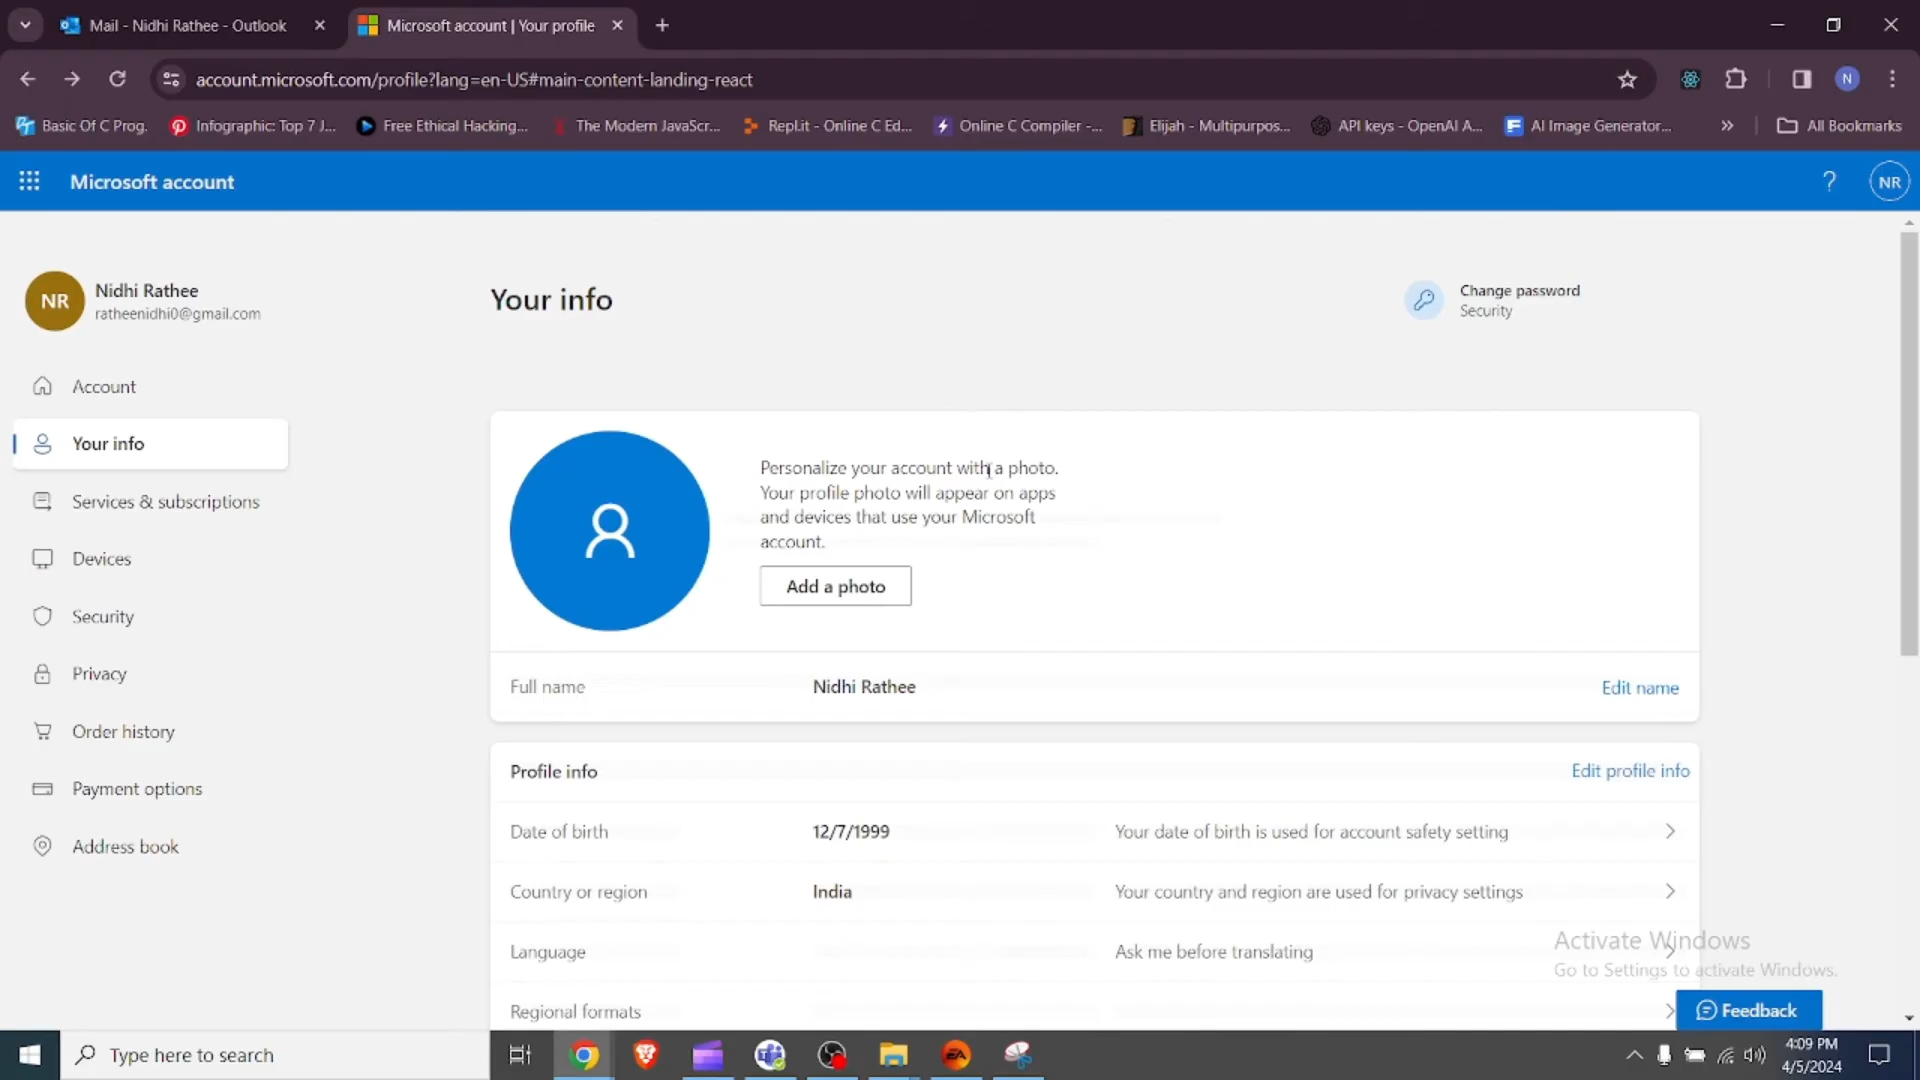 Mail - Nidhi Rathee - Outlook
Microsoft account | Your profile
account.microsoft.com/profile?lang=en-US#main-content-landing-react
N
Basic Of C Prog.
Infographic: Top 7 J...
Free Ethical Hacking...
The Modern JavaScr...
Repl.it - Online C Ed...
Online C Compiler -...
Elijah - Multipurpos...
API keys - OpenAI A...
AI Image Generator...
All Bookmarks
Microsoft account
?
NR
NR
Nidhi Rathee
ratheenidhi0@gmail.com
Your info
Change password
Security
Account
Your info
Services & subscriptions
Devices
Security
Privacy
Order history
Payment options
Address book
Personalize your account with a photo.
Your profile photo will appear on apps
and devices that use your Microsoft
account.
Add a photo
Full name
Nidhi Rathee
Edit name
Profile info
Edit profile info
Date of birth
12/7/1999
Your date of birth is used for account safety setting
Country or region
India
Your country and region are used for privacy settings
Language
Ask me before translating
Regional formats
Activate Windows
Go to Settings to activate Windows.
Feedback
Type here to search
EA
4:09 PM
4/5/2024